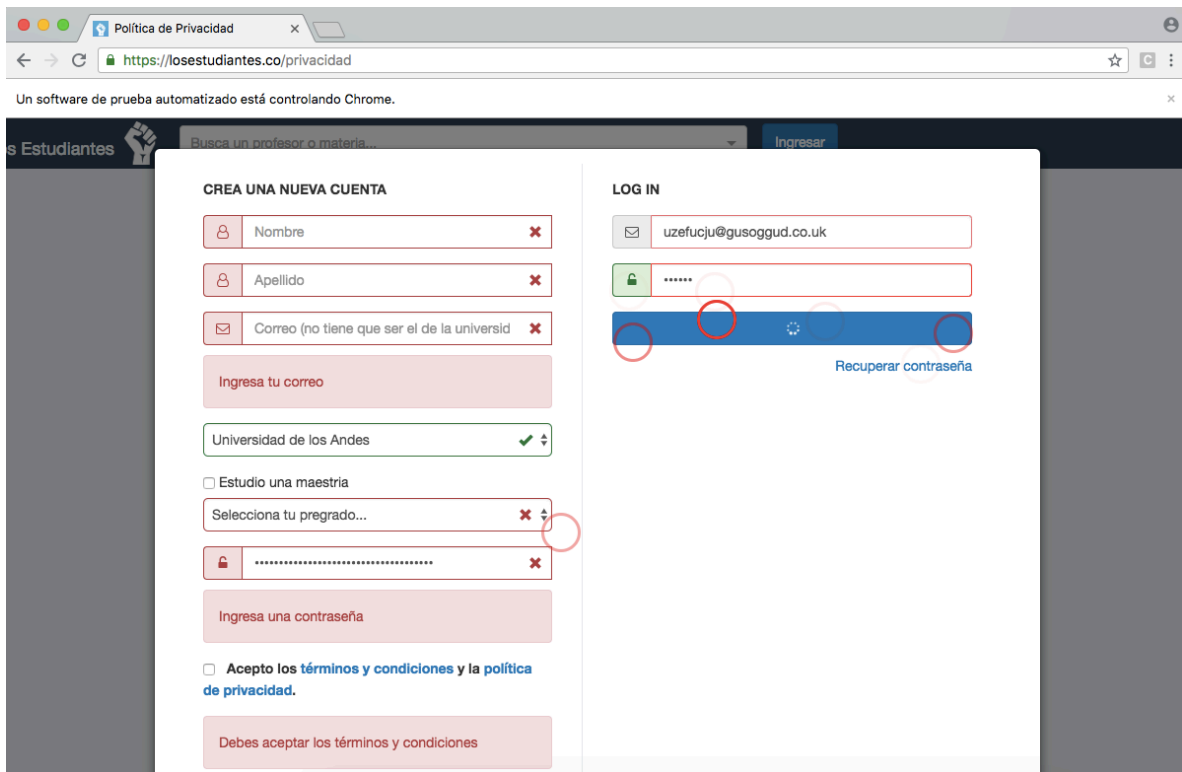 Política de Privacidad
https://losestudiantes.co/privacidad
C
Un software de prueba automatizado está controlando Chrome.
s Estudiantes
Busca un profesor o materia...
Ingresar
CREA UNA NUEVA CUENTA
Nombre
Apellido
Correo (no tiene que ser el de la universid
Ingresa tu correo
Universidad de los Andes
Estudio una maestria
Selecciona tu pregrado...
Ingresa una contraseña
Acepto los términos y condiciones y la política
de privacidad.
Debes aceptar los términos y condiciones
LOG IN
uzefucju@gusoggud.co.uk
Recuperar contraseña